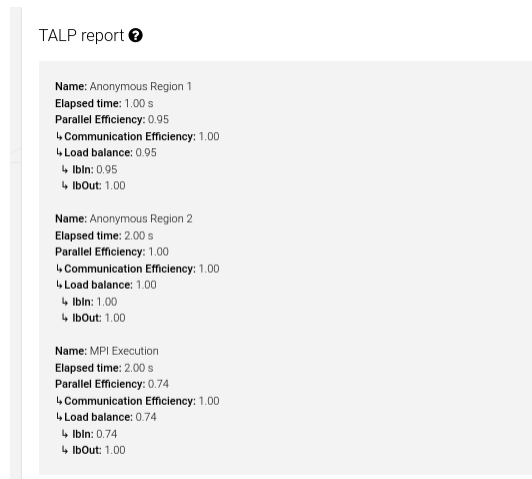 TALP report ?
Name: Anonymous Region 1
Elapsed time: 1.00 s
Parallel Efficiency: 0.95
↳Communication Efficiency: 1.00
↳Load balance: 0.95
↳ lbIn: 0.95
↳ lbOut: 1.00
Name: Anonymous Region 2
Elapsed time: 2.00 s
Parallel Efficiency: 1.00
↳Communication Efficiency: 1.00
↳Load balance: 1.00
↳ lbIn: 1.00
↳ lbOut: 1.00
Name: MPI Execution
Elapsed time: 2.00 s
Parallel Efficiency: 0.74
↳Communication Efficiency: 1.00
↳Load balance: 0.74
↳ lbIn: 0.74
↳ lbOut: 1.00